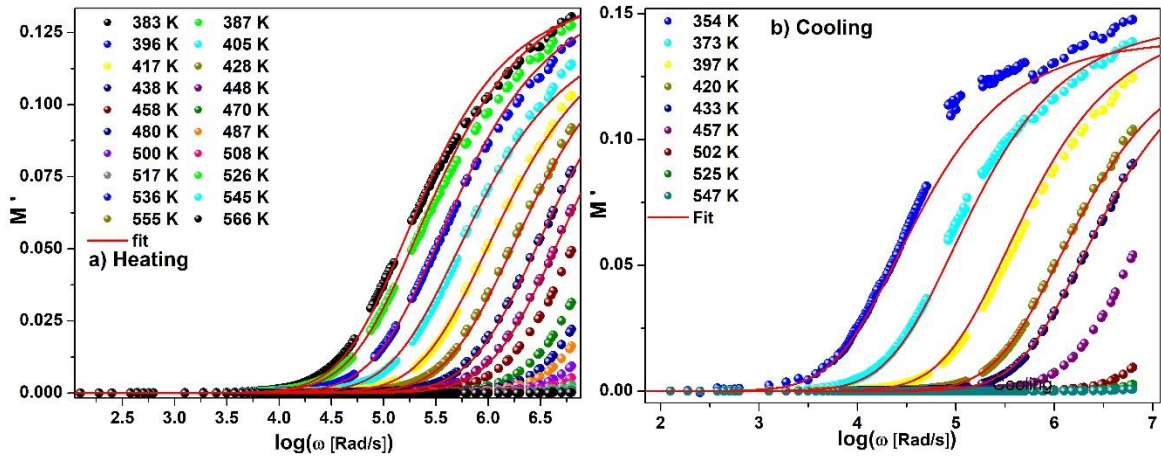 383 K 387 K
396 K 405 K
417 K 428 K
438 K 448 K
458 K 470 K
480 K 487 K
500 K 508 K
517 K 526 K
536 K 545 K
555 K 566 K
fit
a) Heating
0.125
0.100
0.075
0.050
0.025
0.000
M '
2.5 3.0 3.5 4.0 4.5 5.0 5.5 6.0 6.5
log(ω [Rad/s])
b) Cooling
354 K
373 K
397 K
420 K
433 K
457 K
502 K
525 K
547 K
Fit
0.15
0.10
0.05
0.00
M '
Cooling
2 3 4 5 6 7
log(ω [Rad/s])